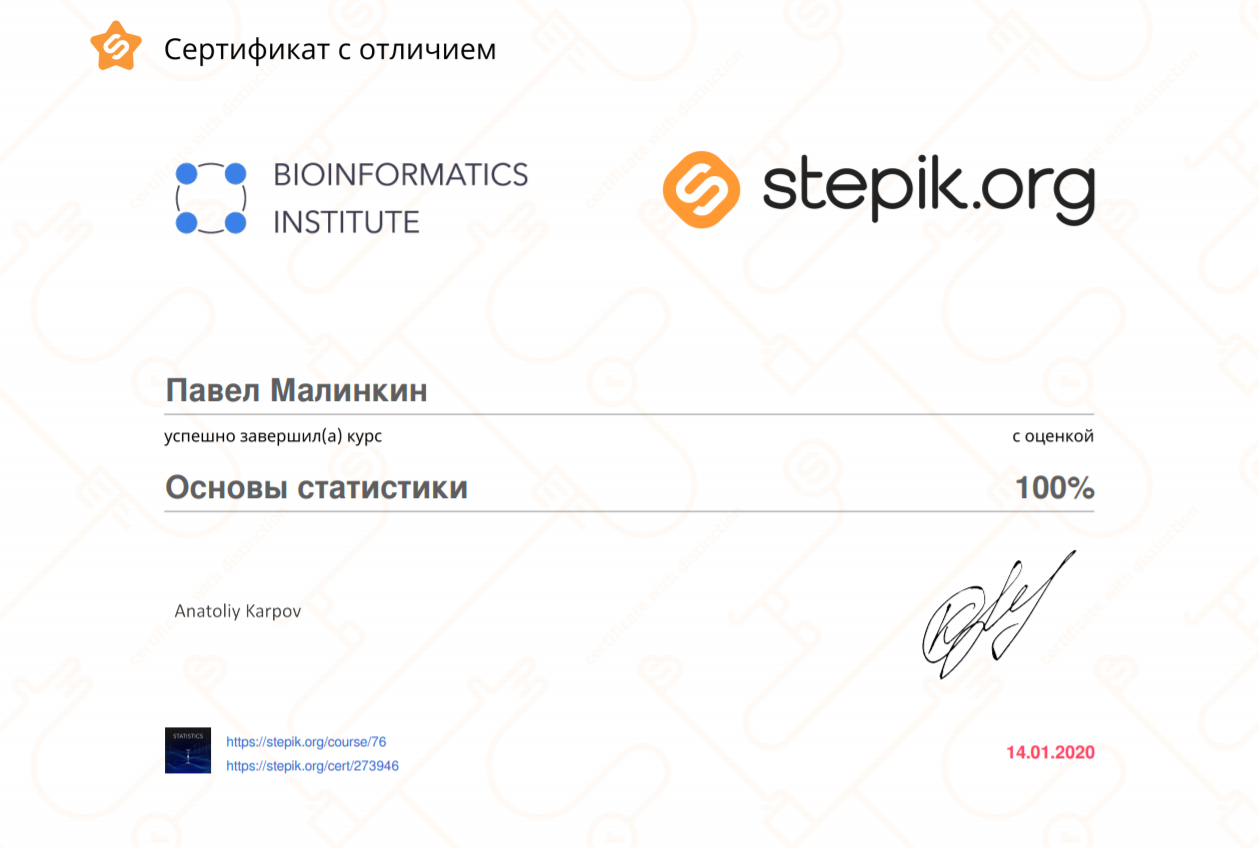 Сертификат с отличием
BIOINFORMATICS
INSTITUTE
stepik.org
Павел Малинкин
успешно завершил(а) курс
с оценкой
Основы статистики
100%
Anatoliy Karpov
STATISTICS
https://stepik.org/course/76
https://stepik.org/cert/273946
14.01.2020